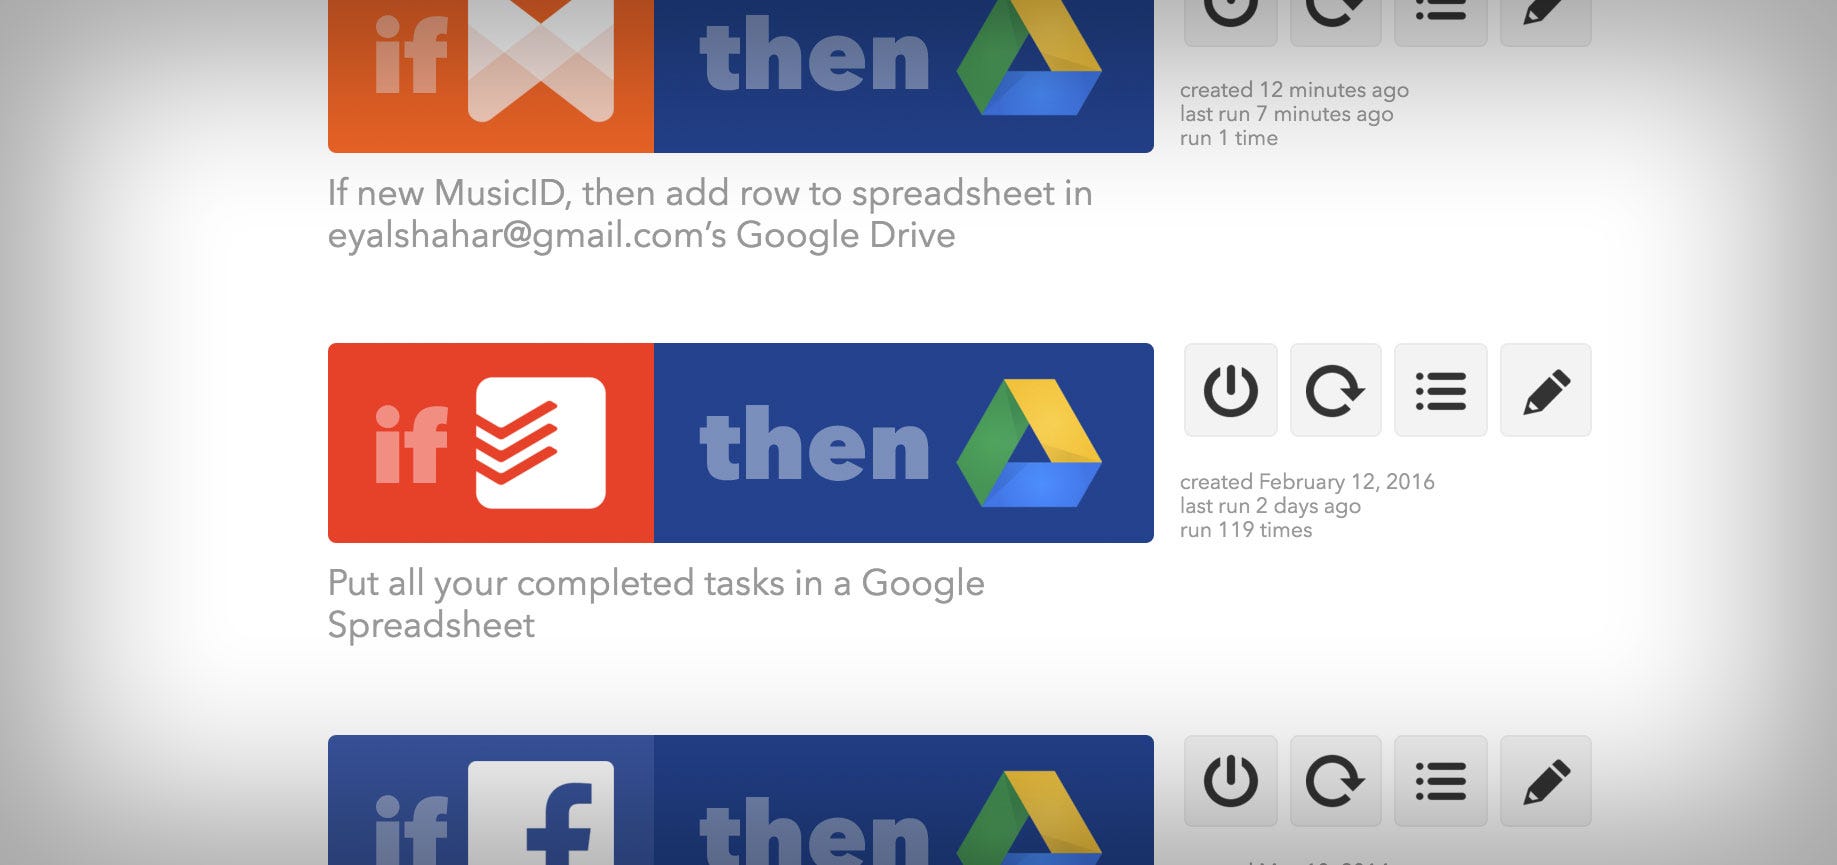 if then
created 12 minutes ago
last run 7 minutes ago
run 1 time
If new MusicID, then add row to spreadsheet in
eyalshahar@gmail.com’s Google Drive
if then
created February 12, 2016
last run 2 days ago
run 119 times
Put all your completed tasks in a Google
Spreadsheet
if f then